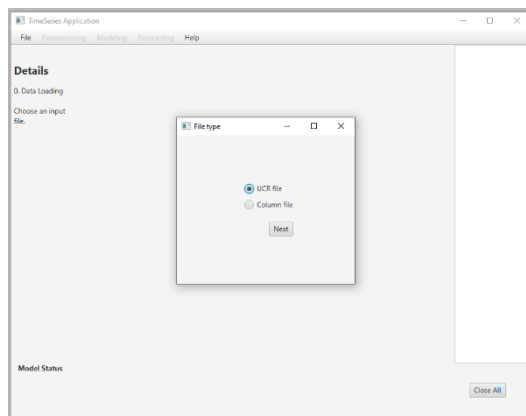 TimeSeries Application
File Preprocessing Modeling Forecasting Help
Details
0. Data Loading
Choose an input
file.
File type
UCR file
Column file
Next
Model Status
Close All